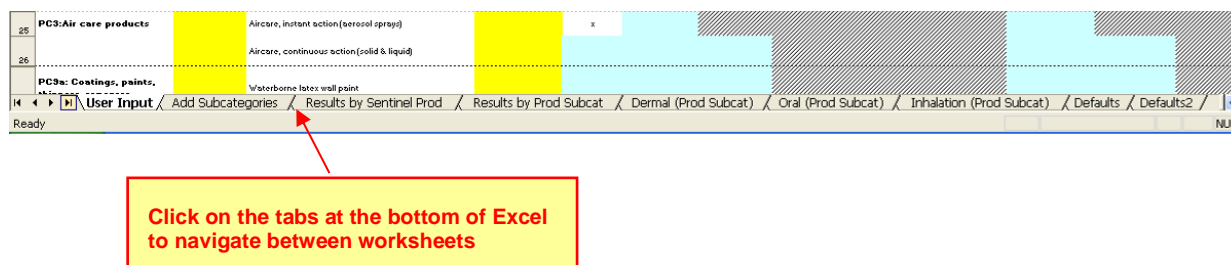 25 PC3:Air care products Aircare, instant action (aerosol sprays) x
26 Aircare, continuous action (solid & liquid)
PC9a: Coatings, paints,
Waterborne latex wall paint
User Input / Add Subcategories / Results by Sentinel Prod / Results by Prod Subcat / Dermal (Prod Subcat) / Oral (Prod Subcat) / Inhalation (Prod Subcat) / Defaults / Defaults2 /
Ready NU
Click on the tabs at the bottom of Excel
to navigate between worksheets